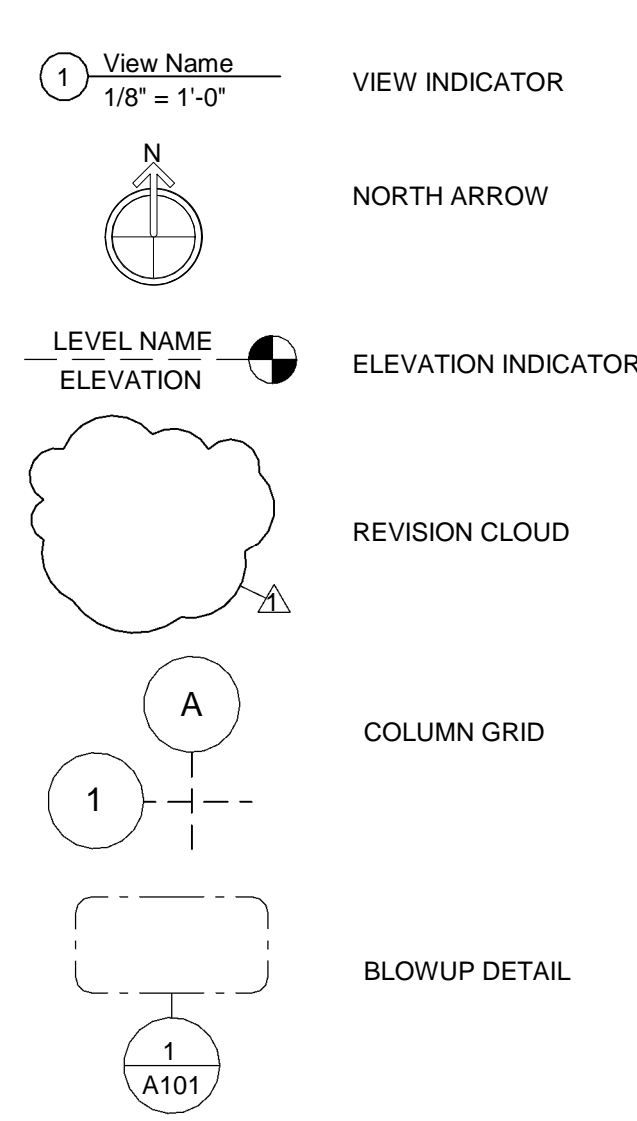 1 View Name
1/8" = 1'-0"
VIEW INDICATOR
N
NORTH ARROW
LEVEL NAME
ELEVATION
ELEVATION INDICATOR
REVISION CLOUD
1
A
COLUMN GRID
1
BLOWUP DETAIL
1
A101